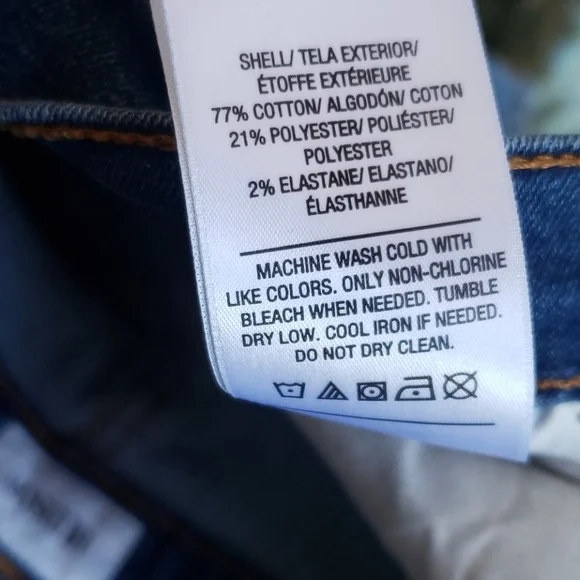 SHELL/ TELA EXTERIOR/
ÉTOFFE EXTÉRIEURE
77% COTTON/ ALGODÓN/ COTON
21% POLYESTER/ POLIÉSTER/
POLYESTER
2% ELASTANE/ ELASTANO/
ÉLASTHANNE
MACHINE WASH COLD WITH
LIKE COLORS. ONLY NON-CHLORINE
BLEACH WHEN NEEDED. TUMBLE
DRY LOW. COOL IRON IF NEEDED.
DO NOT DRY CLEAN.